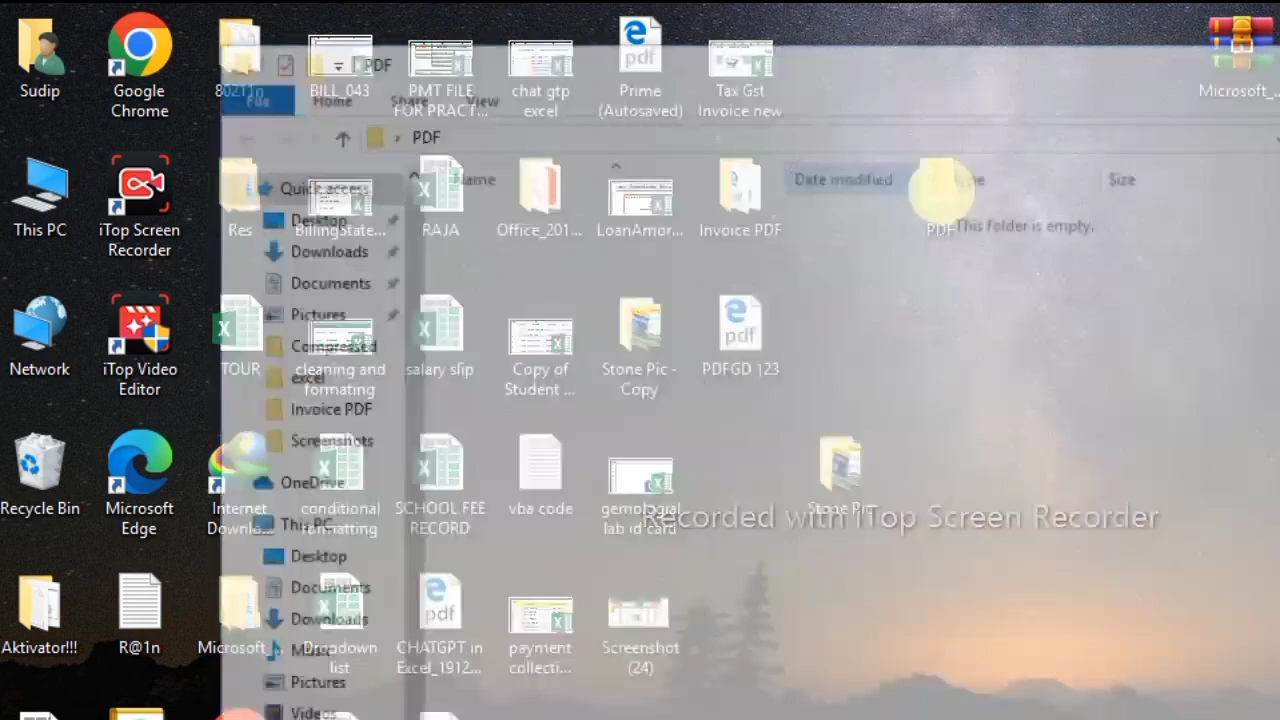 PDF
File
Home
Share
View
PDF
Name
Date modified
Type
Size
This folder is empty.
Quick access
Desktop
Downloads
Documents
Pictures
Compressed
excel
Invoice PDF
Screenshots
OneDrive
This PC
Desktop
Documents
Downloads
Music
Pictures
Videos
Sudip
Google
Chrome
80211n
BILL_043
PMT FILE
FOR PRACT...
chat gtp
excel
Prime
(Autosaved)
Tax Gst
Invoice new
Microsoft_...
This PC
iTop Screen
Recorder
Res
BillingState...
RAJA
Office_201...
LoanAmor...
Invoice PDF
PDF
Network
iTop Video
Editor
TOUR
cleaning and
formating
salary slip
Copy of
Student ...
Stone Pic -
Copy
PDFGD 123
Recycle Bin
Microsoft
Edge
Internet
Downlo...
conditional
formatting
SCHOOL FEE
RECORD
vba code
gemological
lab id card
Stone Pic
Recorded with iTop Screen Recorder
Aktivator!!!
R@1n
Microsoft_...
Dropdown
list
CHATGPT in
Excel_1912...
payment
collecti...
Screenshot
(24)